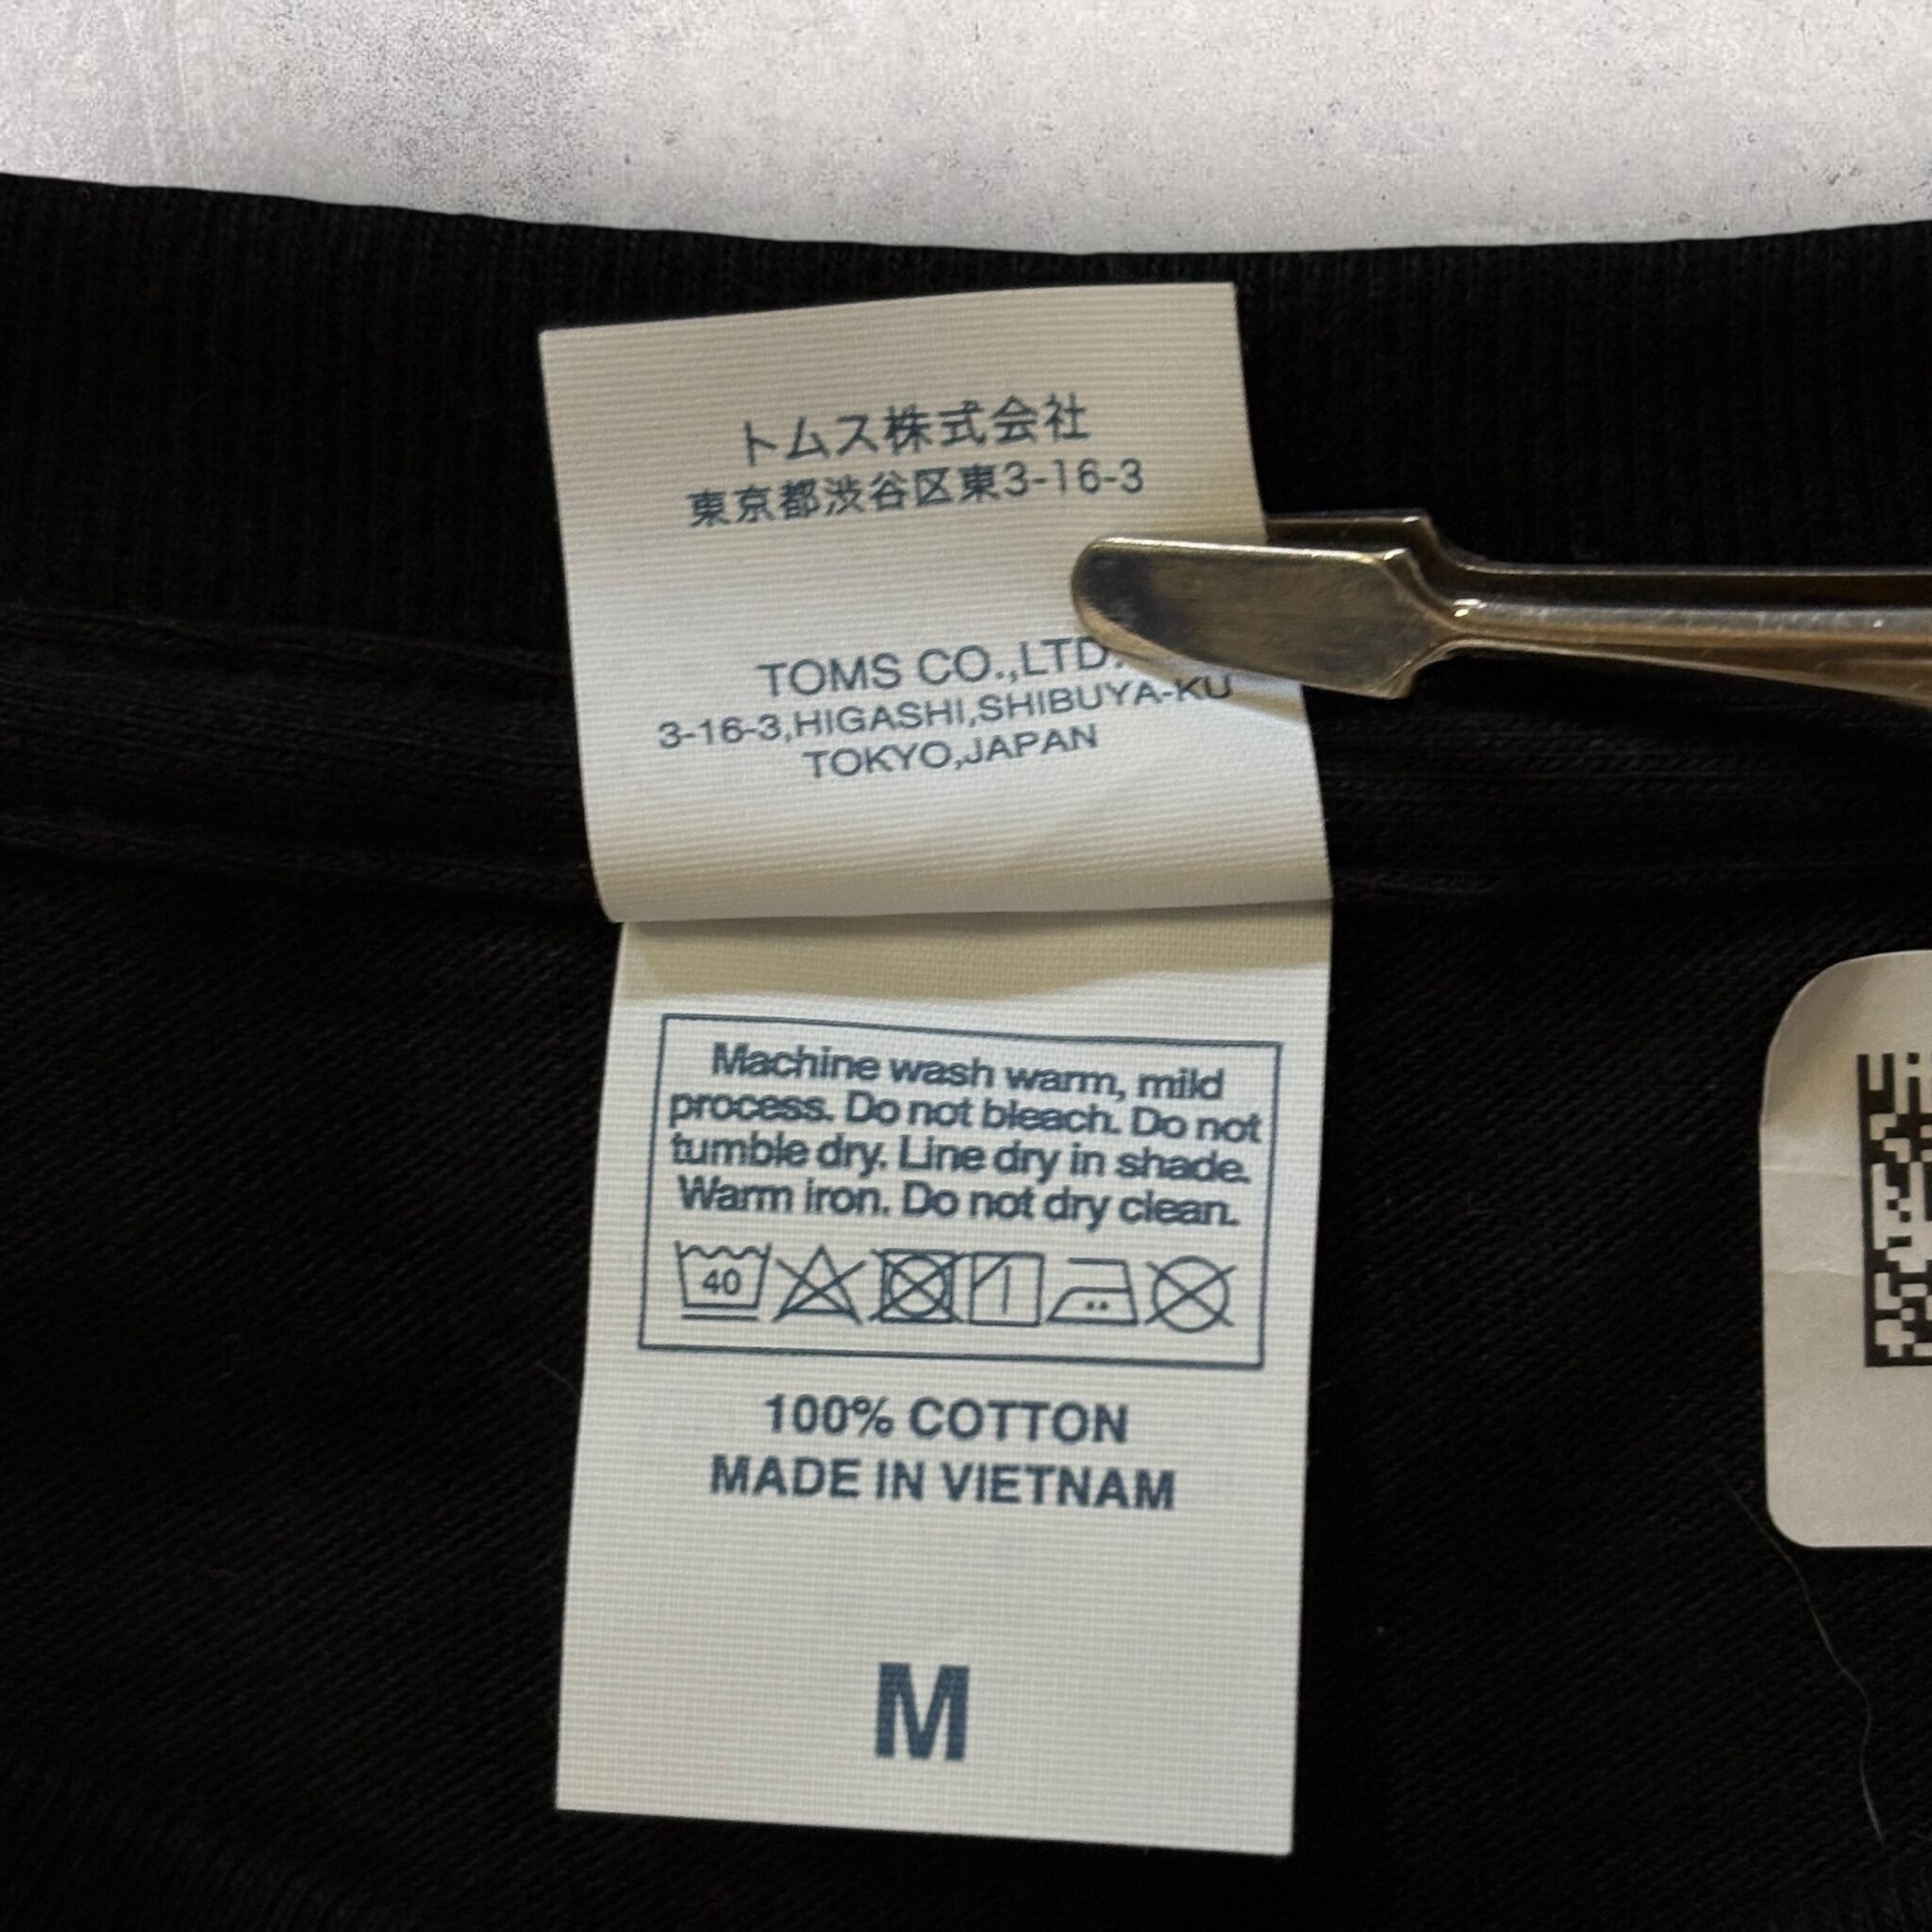 トムス株式会社
東京都渋谷区東3-16-3
TOMS CO.,LTD.
3-16-3,HIGASHI,SHIBUYA-KU
TOKYO,JAPAN
Machine wash warm, mild
process. Do not bleach. Do not
tumble dry. Line dry in shade.
Warm iron. Do not dry clean.
40
100% COTTON
MADE IN VIETNAM
M